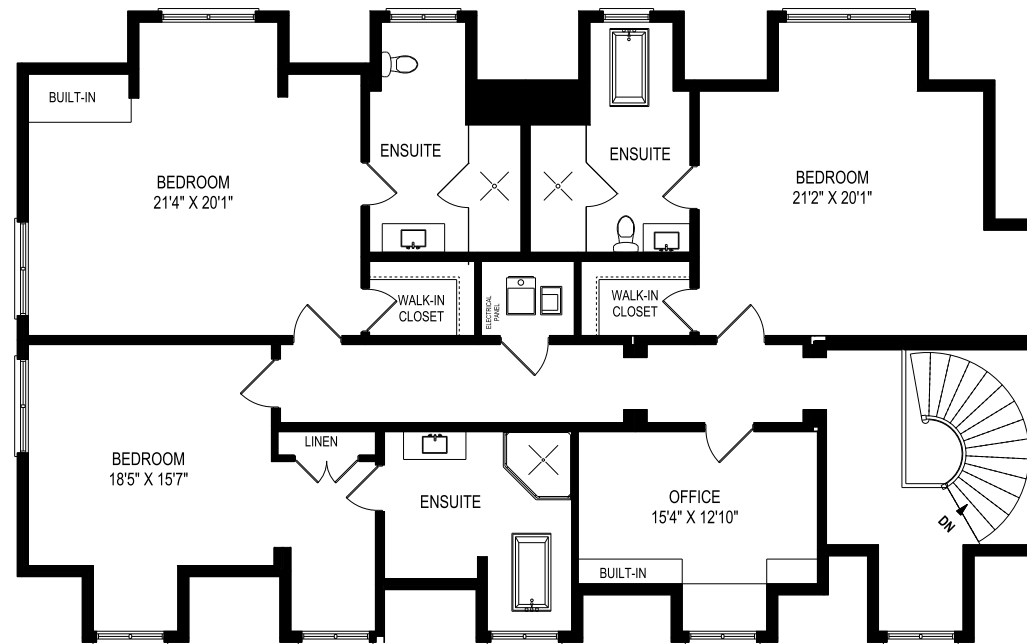 BUILT-IN
BEDROOM
21'4" X 20'1"
ENSUITE
ENSUITE
BEDROOM
21'2" X 20'1"
WALK-IN
CLOSET
ELECTRICAL
PANEL
WALK-IN
CLOSET
BEDROOM
18'5" X 15'7"
LINEN
ENSUITE
OFFICE
15'4" X 12'10"
BUILT-IN
DN